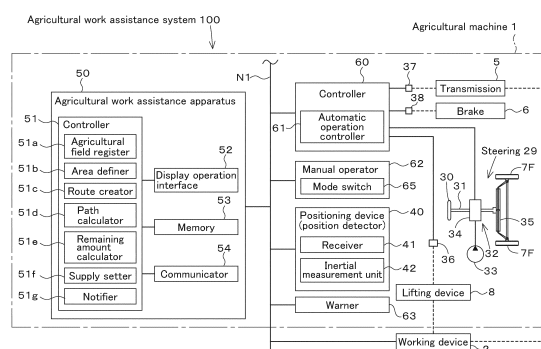 Agricultural work assistance system 100
Agricultural machine 1
50
Agricultural work assistance apparatus
51
Controller
51a
Agricultural field register
51b
Area definer
51c
Route creator
51d
Path calculator
51e
Remaining amount calculator
51f
Supply setter
51g
Notifier
52
Display operation interface
53
Memory
54
Communicator
N1
60
Controller
61
Automatic operation controller
62
Manual operator
Mode switch
65
40
Positioning device (position detector)
Receiver
41
Inertial measurement unit
42
Warner
63
37
38
5
Transmission
Brake
6
Steering 29
7F
30
31
34
35
32
33
7F
36
Lifting device
8
Working device